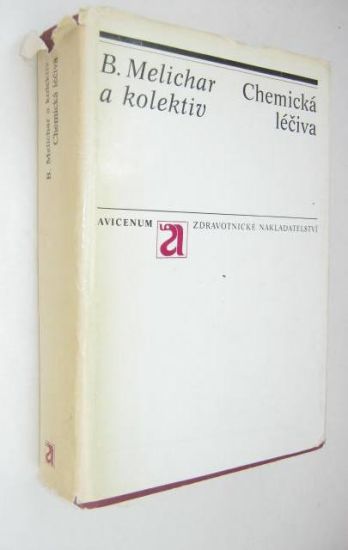 B. Melichar
a kolektiv
Chemická
léčiva
AVICENUM
ZDRAVOTNICKÉ NAKLADATELSTVÍ
B. Melichar a kolektiv
Chemická léčiva